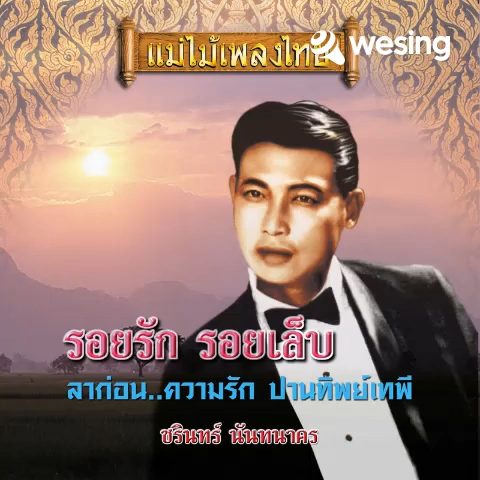 แม่ไม้เพลงไทย
wesing
รอยรัก รอยเล็บ
ลาก่อน..ความรัก ปานทิพย์เทพี
ชรินทร์ นันทนาคร